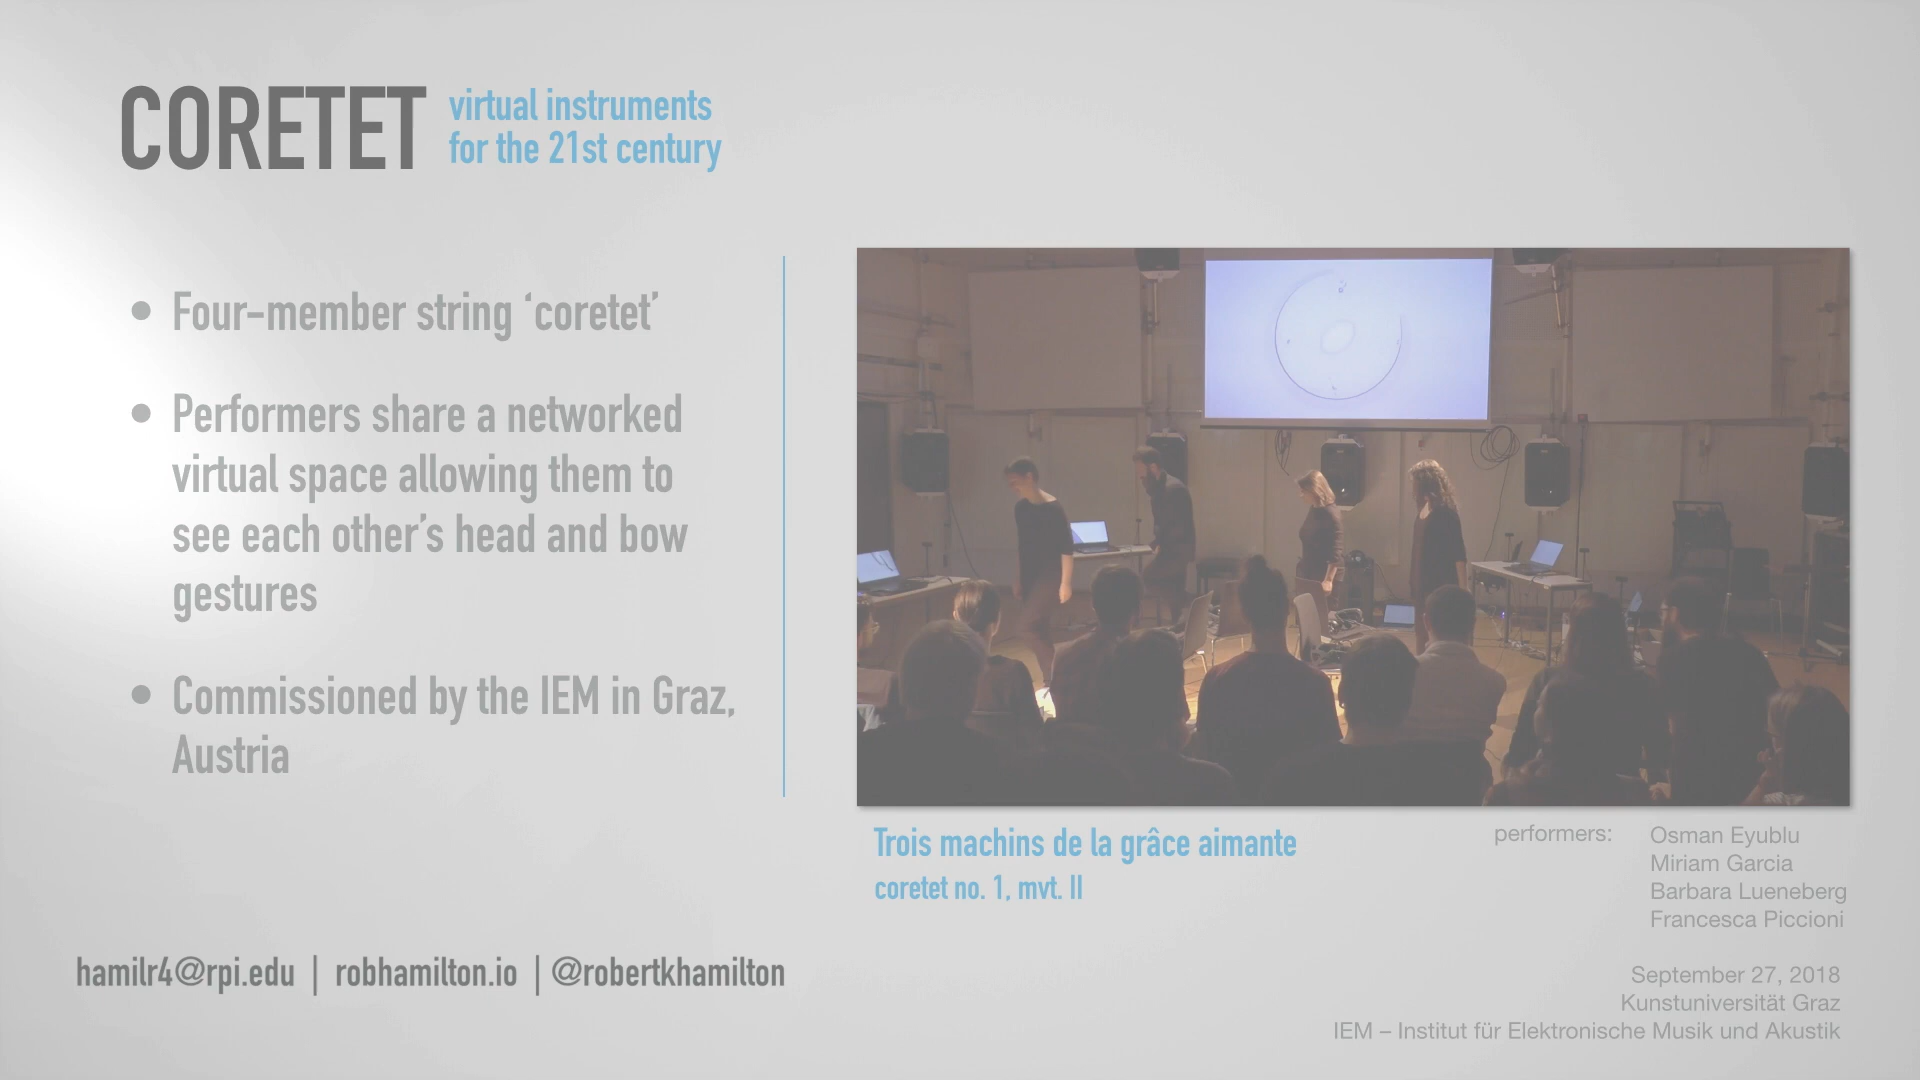 CORETET
virtual instruments
for the 21st century
• Four-member string ‘coretet’
• Performers share a networked
virtual space allowing them to
see each other’s head and bow
gestures
• Commissioned by the IEM in Graz,
Austria
Trois machins de la grâce aimante
coretet no. 1, mvt. II
performers:
Osman Eyublu
Miriam Garcia
Barbara Lueneberg
Francesca Piccioni
September 27, 2018
Kunstuniversität Graz
IEM – Institut für Elektronische Musik und Akustik
hamilr4@rpi.edu | robhamilton.io | @robertkhamilton